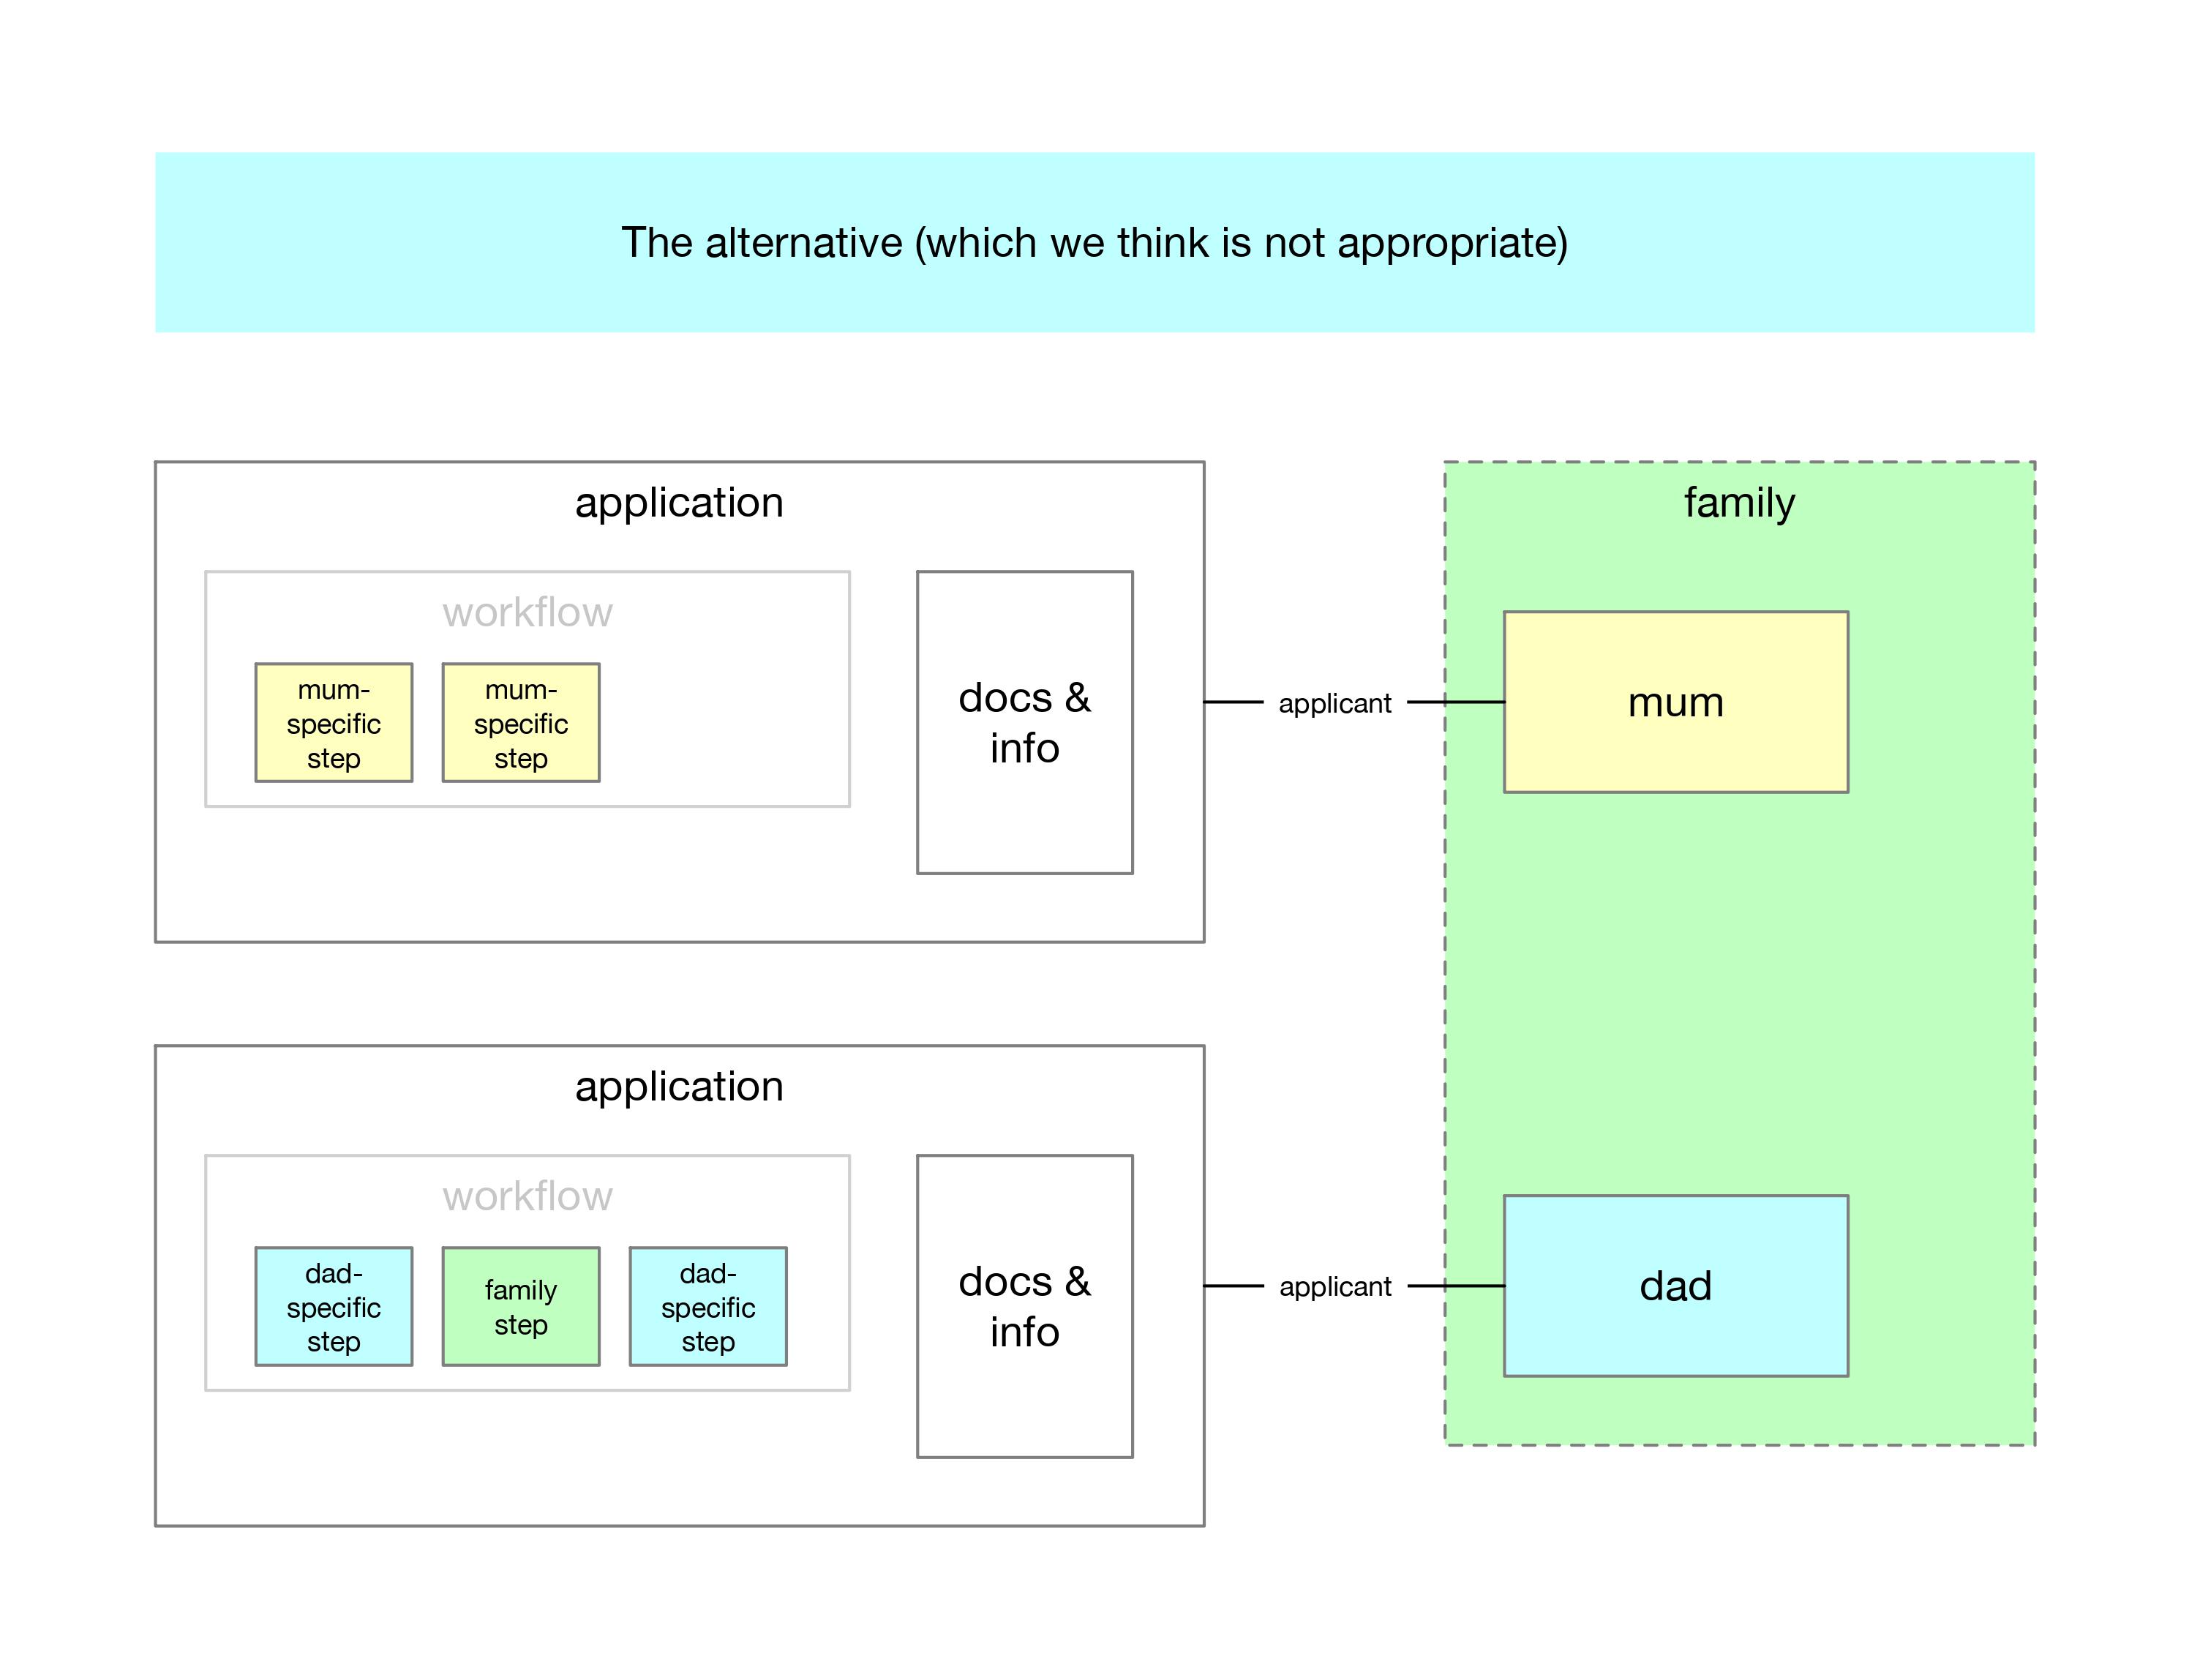 The alternative (which we think is not appropriate)
application
workflow
mum-
specific
step
mum-
specific
step
docs &
info
applicant
family
mum
application
workflow
dad-
specific
step
family
step
dad-
specific
step
docs &
info
applicant
dad